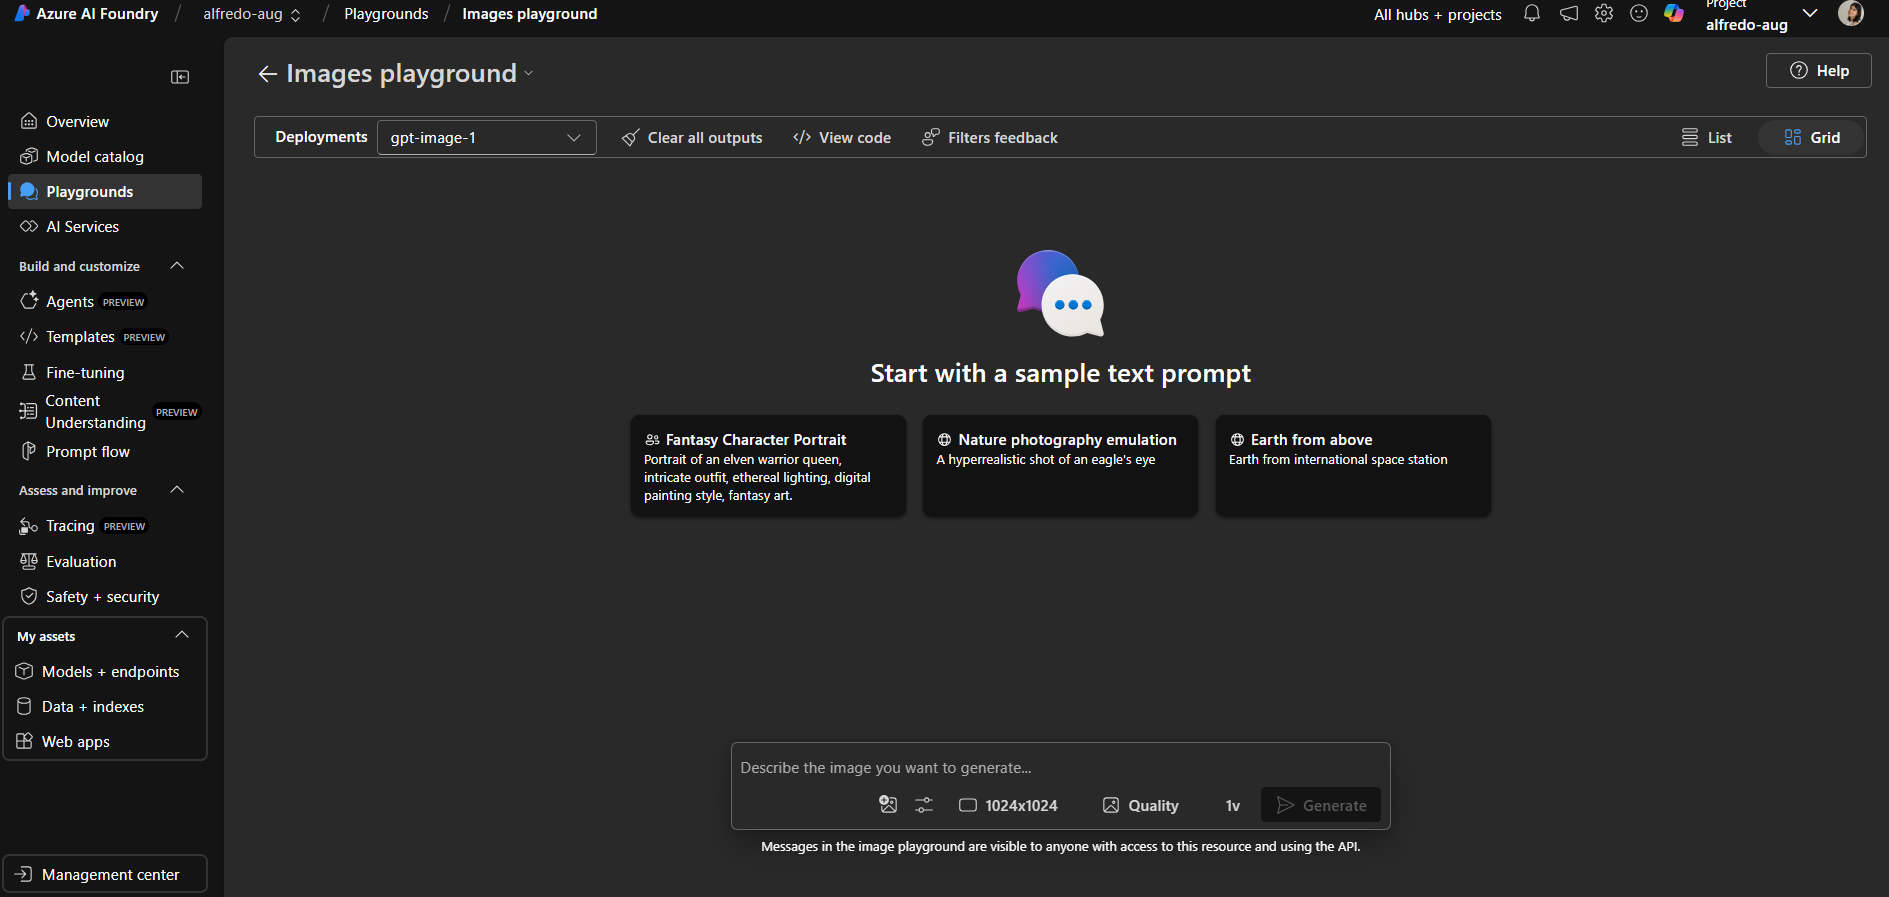 Azure AI Foundry / alfredo-aug / Playgrounds / Images playground
All hubs + projects
Project
alfredo-aug
Images playground
Help
Overview
Model catalog
Playgrounds
AI Services
Build and customize
Agents PREVIEW
Templates PREVIEW
Fine-tuning
Content
Understanding PREVIEW
Prompt flow
Assess and improve
Tracing PREVIEW
Evaluation
Safety + security
My assets
Models + endpoints
Data + indexes
Web apps
Management center
Deployments gpt-image-1 Clear all outputs View code Filters feedback List Grid
Start with a sample text prompt
Fantasy Character Portrait
Portrait of an elven warrior queen,
intricate outfit, ethereal lighting, digital
painting style, fantasy art.
Nature photography emulation
A hyperrealistic shot of an eagle's eye
Earth from above
Earth from international space station
Describe the image you want to generate...
1024x1024 Quality 1v Generate
Messages in the image playground are visible to anyone with access to this resource and using the API.